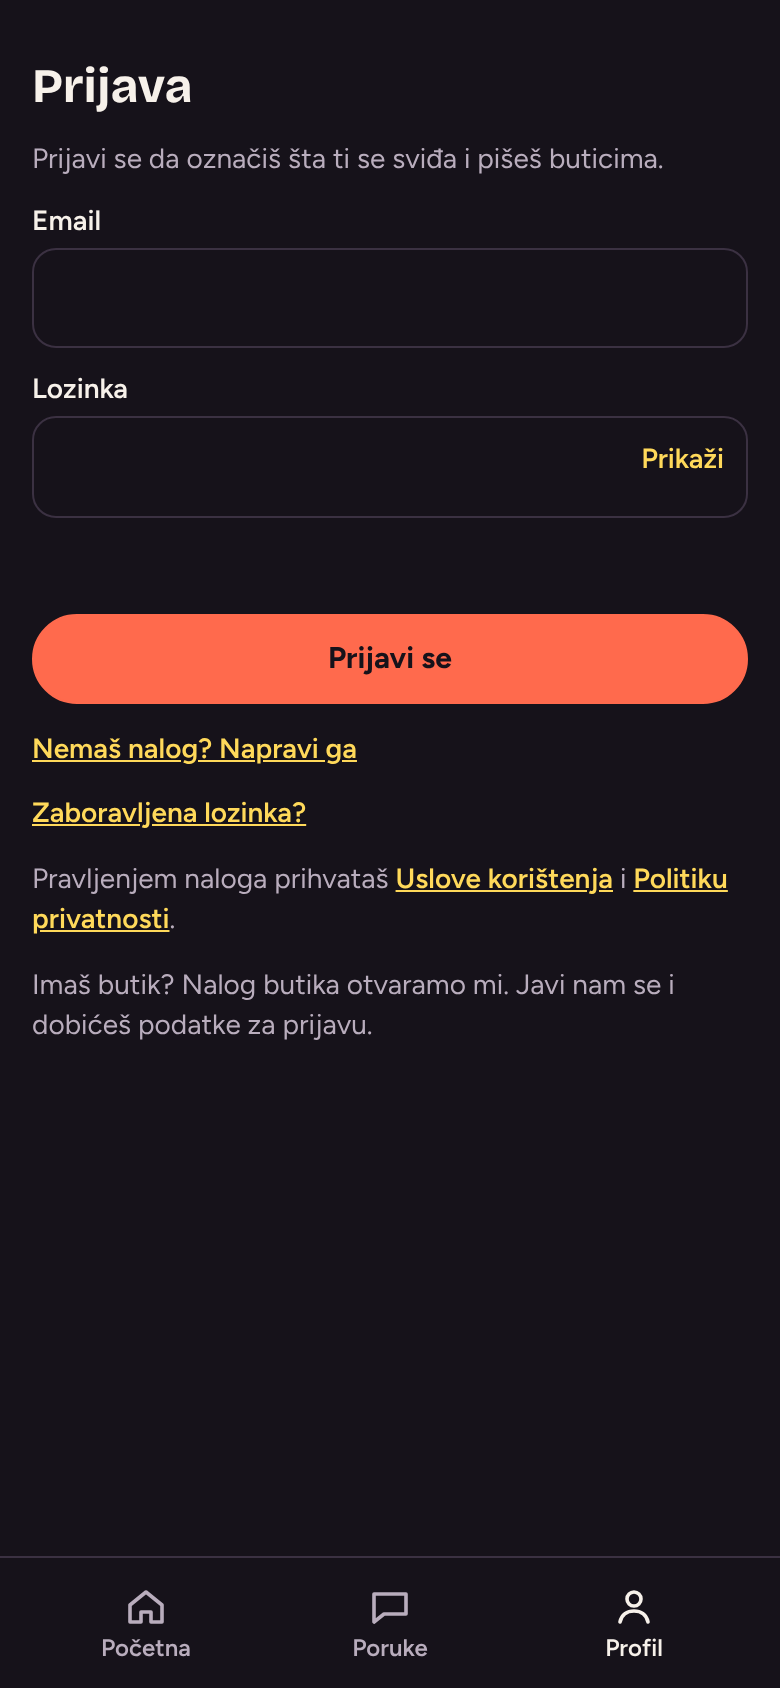 Prijava
Prijavi se da označiš šta ti se sviđa i pišeš buticima.
Email
Lozinka
Prikaži
Prijavi se
Nemaš nalog? Napravi ga
Zaboravljena lozinka?
Pravljenjem naloga prihvataš Uslove korištenja i Politiku
privatnosti.
Imaš butik? Nalog butika otvaramo mi. Javi nam se i
dobićeš podatke za prijavu.
Početna
Poruke
Profil